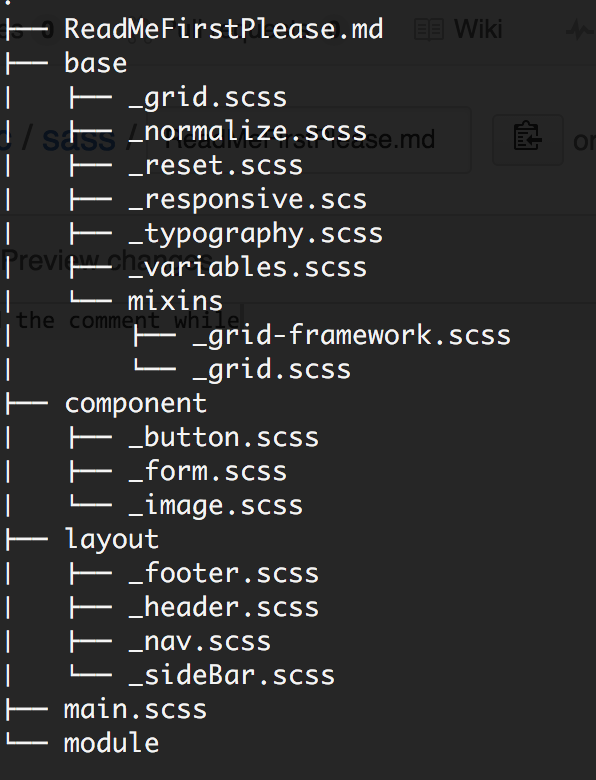 .
├── ReadMeFirstPlease.md
├── base
│   ├── _grid.scss
│   ├── _normalize.scss
│   ├── _reset.scss
│   ├── _responsive.scs
│   ├── _typography.scss
│   ├── _variables.scss
│   └── mixins
│       ├── _grid-framework.scss
│       └── _grid.scss
├── component
│   ├── _button.scss
│   ├── _form.scss
│   └── _image.scss
├── layout
│   ├── _footer.scss
│   ├── _header.scss
│   ├── _nav.scss
│   └── _sideBar.scss
├── main.scss
└── module
Wiki
/ sass / ReadMeFirstPlease.md or
Preview changes
the comment while